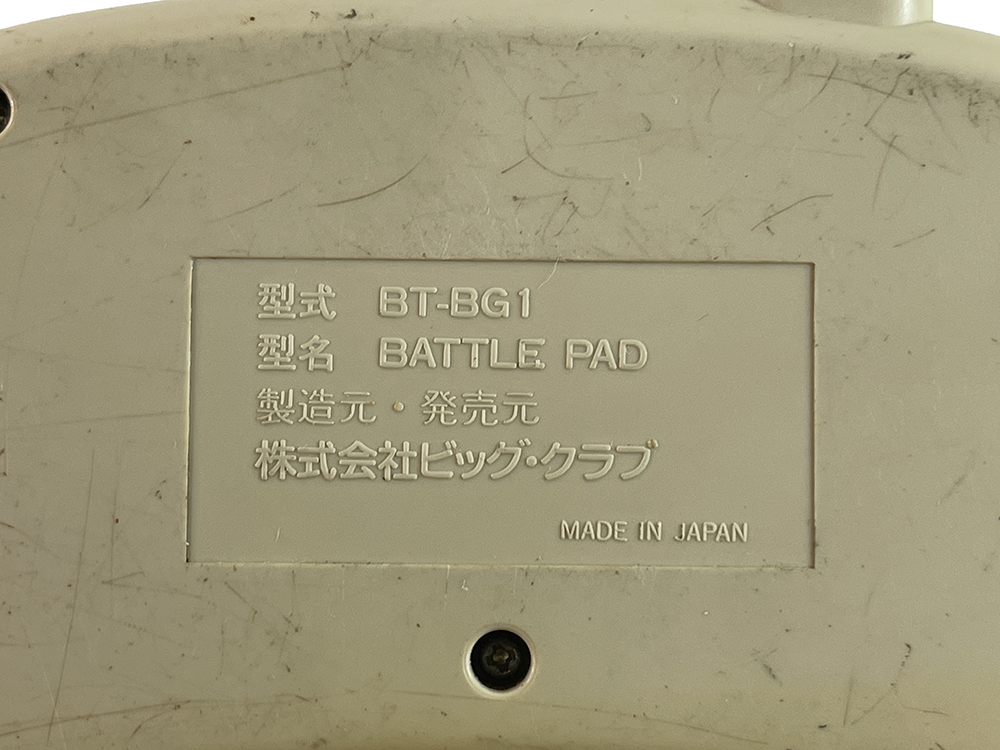 型式 BT-BG1
型名 BATTLE PAD
製造元・発売元
株式会社ビッグ・クラブ
MADE IN JAPAN